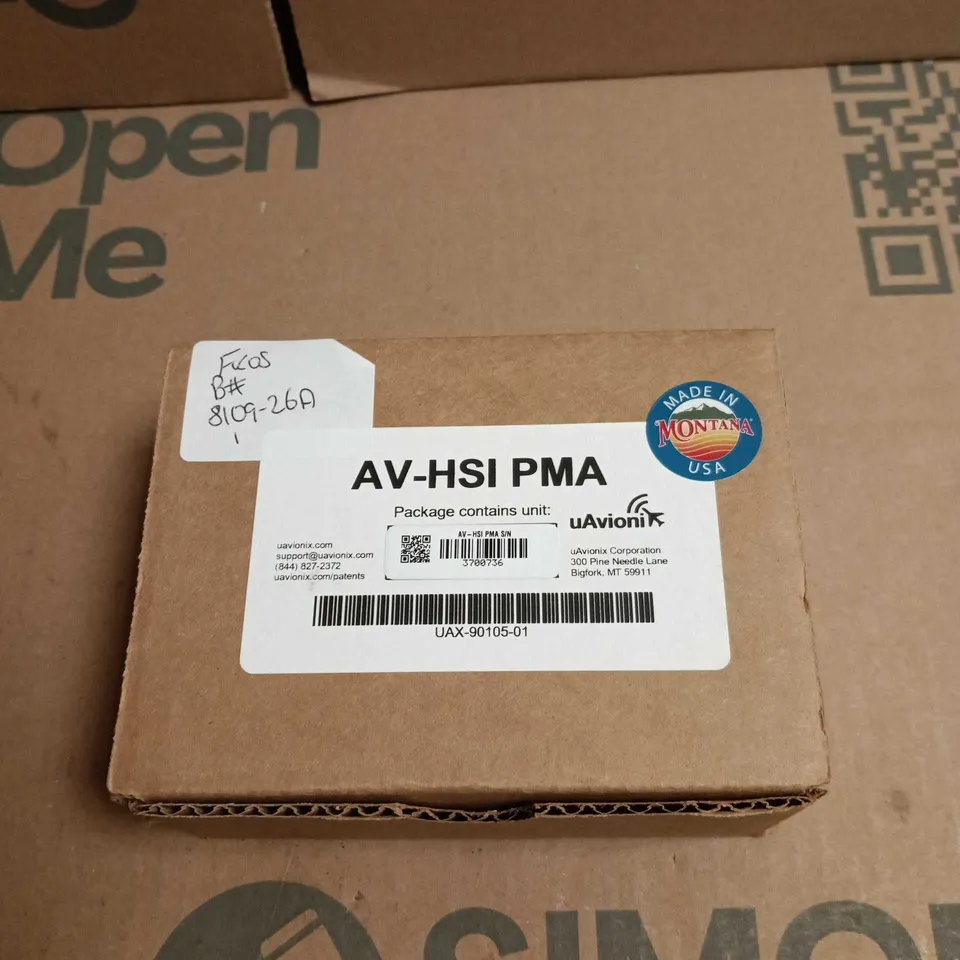 Open
Me
B#
8109-26A
1
MADE IN
MONTANA
USA
AV-HSI PMA
Package contains unit:
uAvionix
uavionix.com
support@uavionix.com
(844) 827-2372
uavionix.com/patents
AV-HSI PMA S/N
3700736
uAvionix Corporation
300 Pine Needle Lane
Bigfork, MT 59911
UAX-90105-01